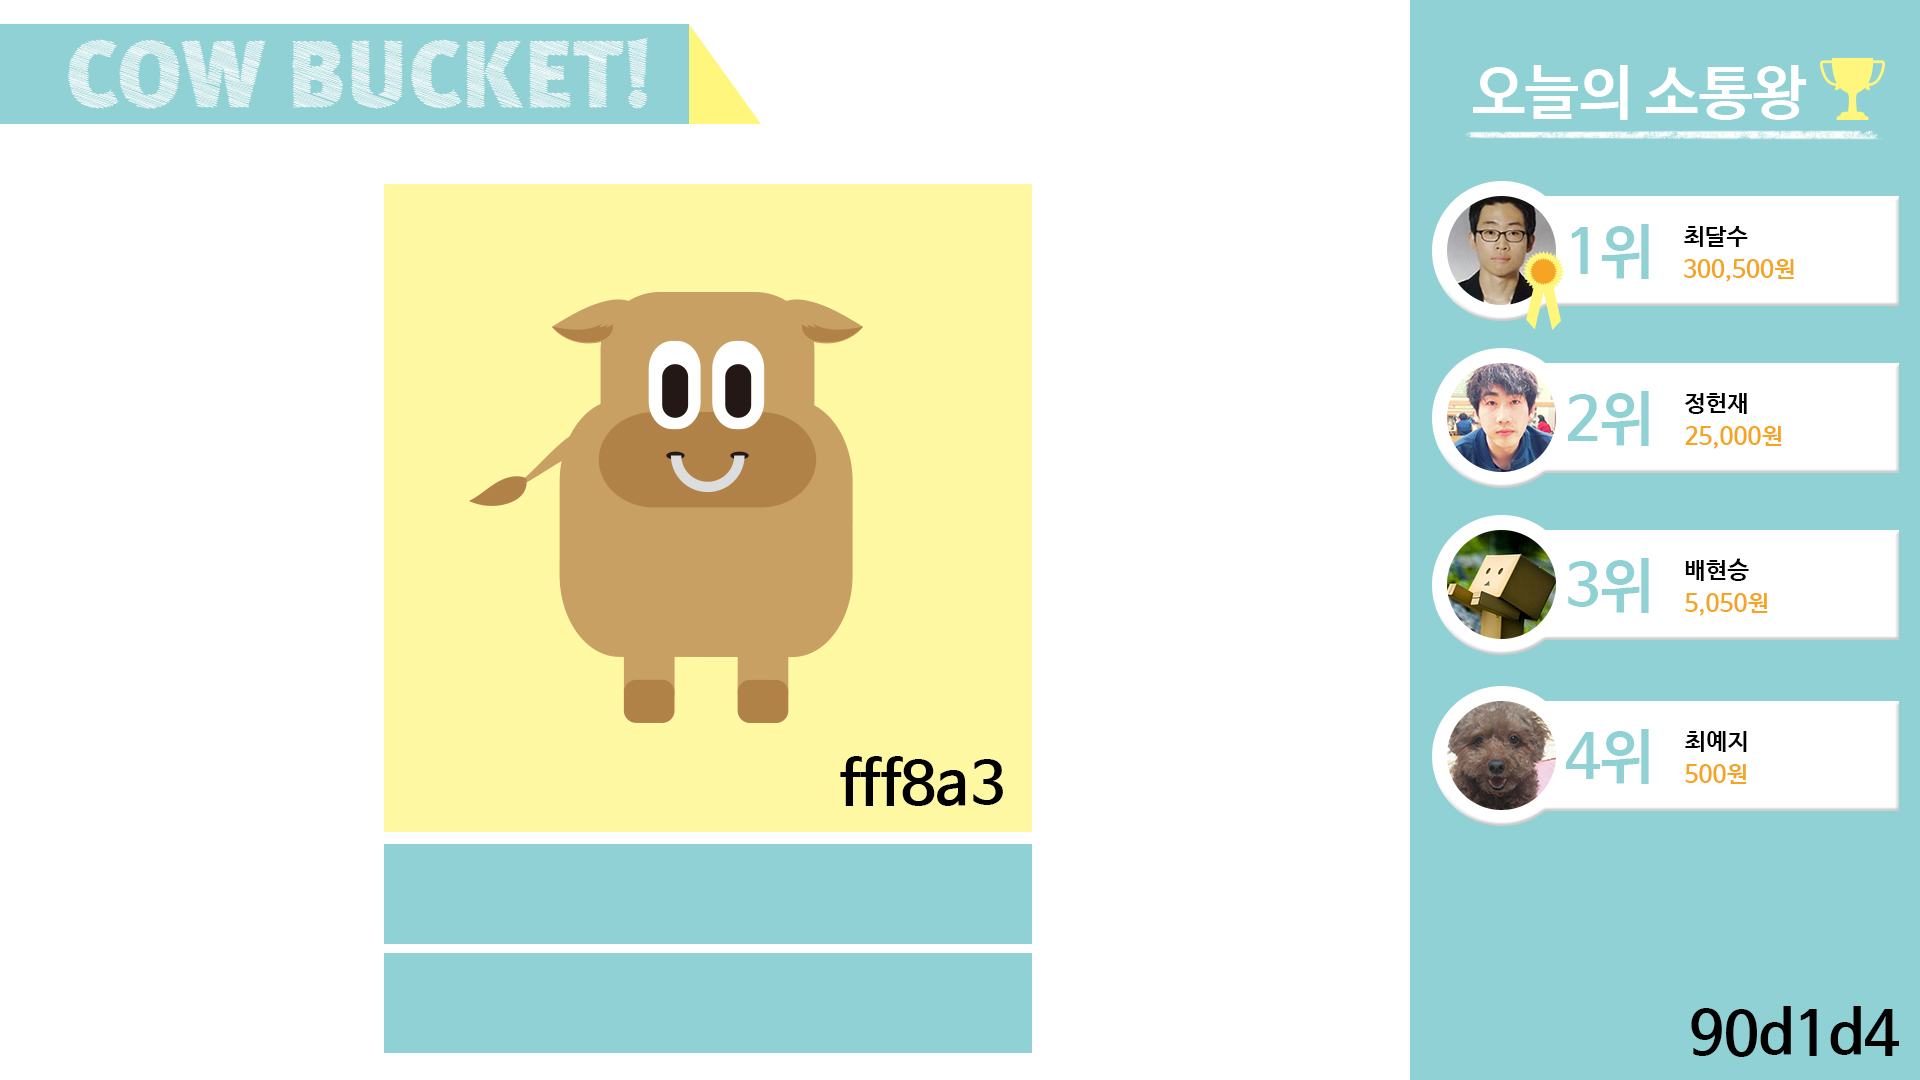 COW BUCKET!
fff8a3
오늘의 소통왕
1위
최달수
300,500원
2위
정헌재
25,000원
3위
배현승
5,050원
4위
최예지
500원
90d1d4